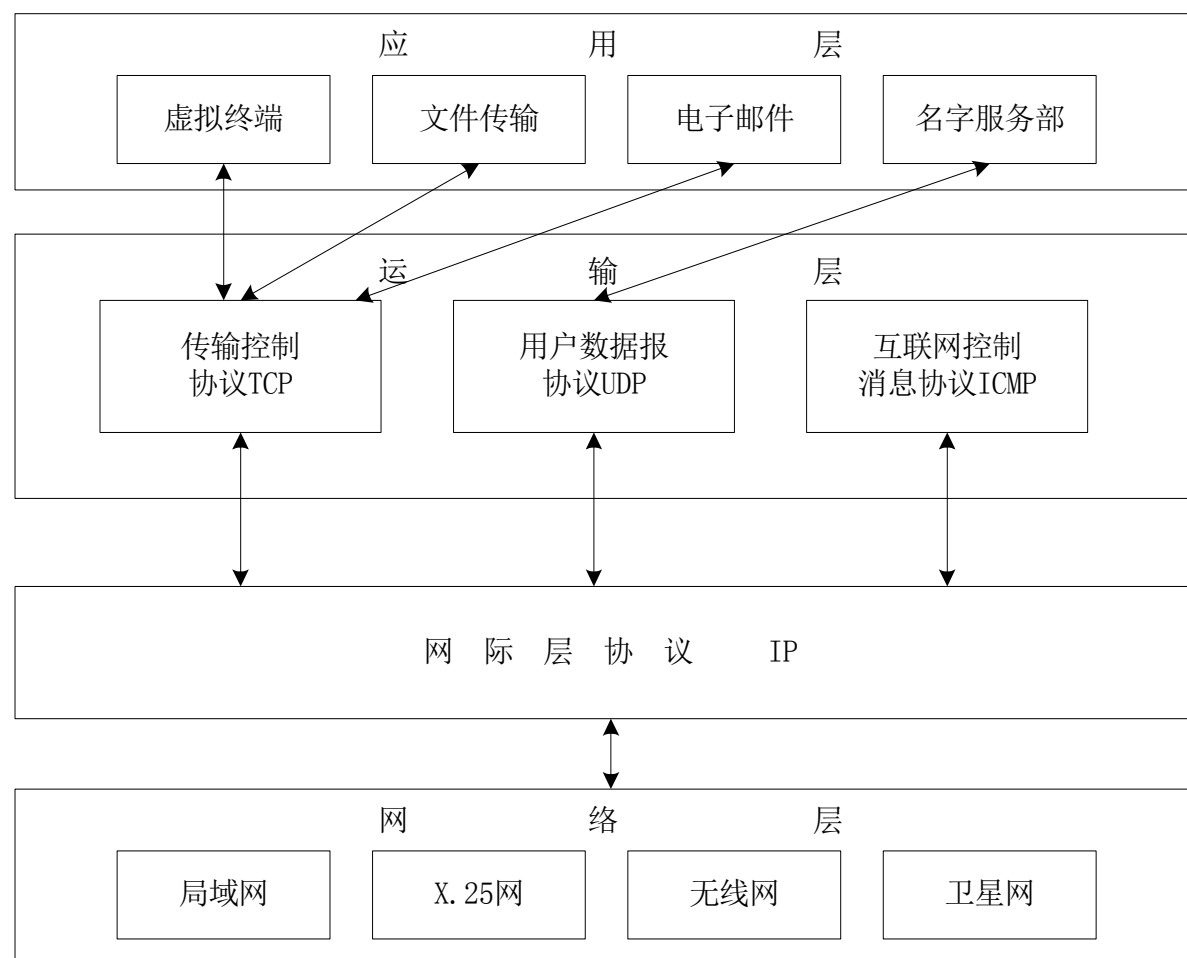 应 用 层
虚拟终端
文件传输
电子邮件
名字服务部
运 输 层
传输控制
协议TCP
用户数据报
协议UDP
互联网控制
消息协议ICMP
网 际 层 协 议 IP
网 络 层
局域网
X.25网
无线网
卫星网